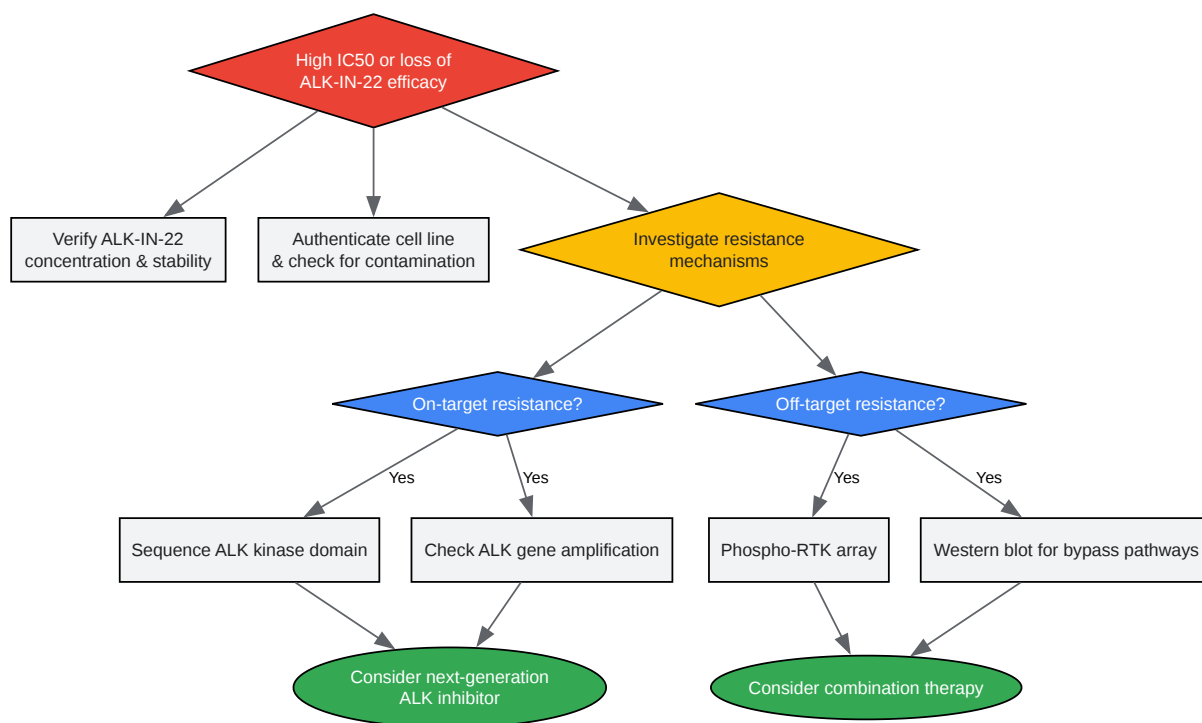 High IC50 or loss of
ALK-IN-22 efficacy
Verify ALK-IN-22
concentration & stability
Authenticate cell line
& check for contamination
Investigate resistance
mechanisms
On-target resistance?
Off-target resistance?
Yes
Yes
Yes
Yes
Sequence ALK kinase domain
Check ALK gene amplification
Phospho-RTK array
Western blot for bypass pathways
Consider next-generation
ALK inhibitor
Consider combination therapy